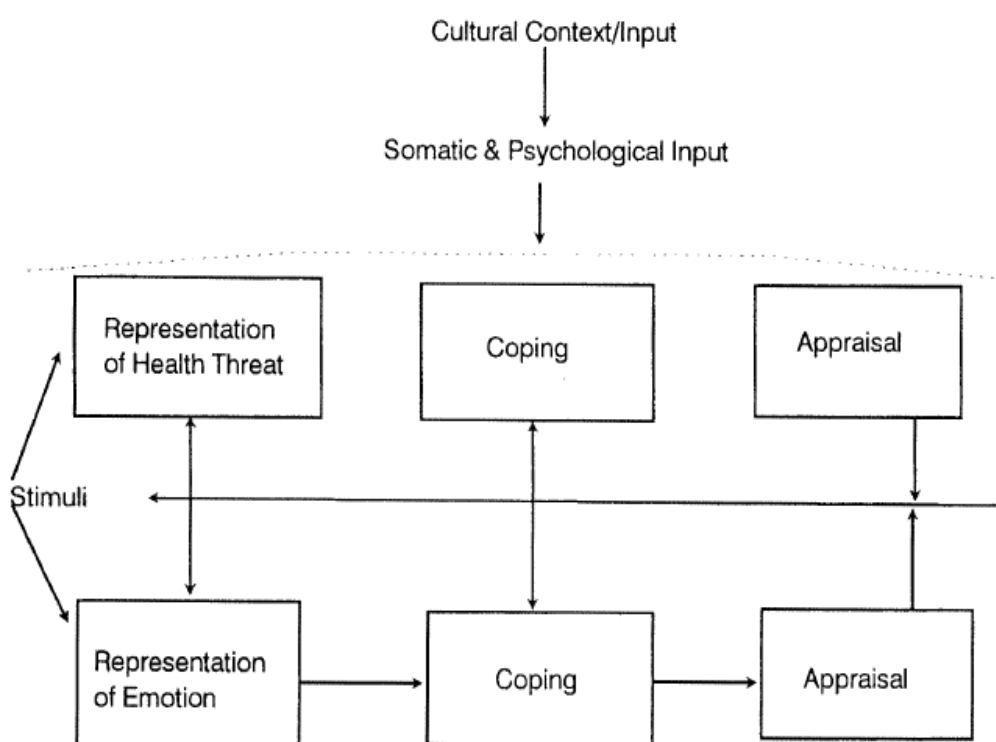 Cultural Context/Input
Somatic & Psychological Input
Representation
of Health Threat
Coping
Appraisal
Stimuli
Representation
of Emotion
Coping
Appraisal